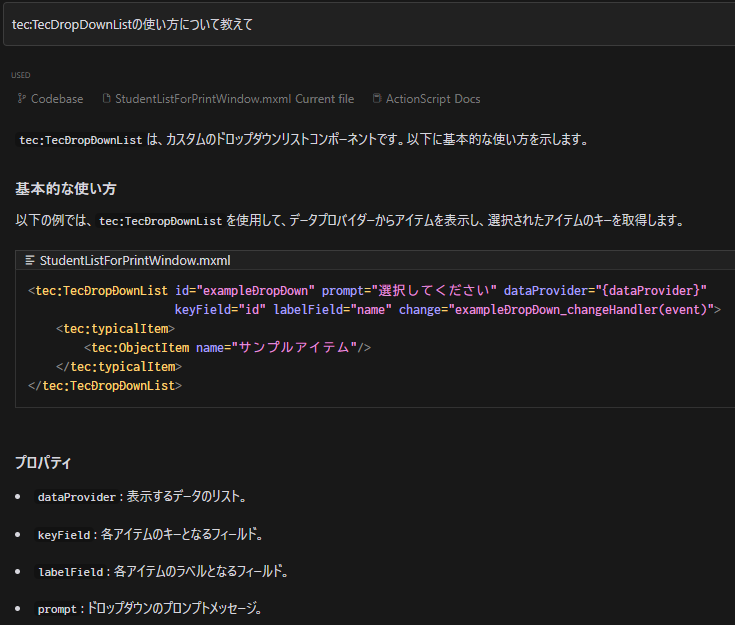 tec:TecDropDownListの使い方について教えて
USED
Codebase StudentListForPrintWindow.mxml Current file ActionScript Docs
tec:TecDropDownList は、カスタムのドロップダウンリストコンポーネントです。以下に基本的な使い方を示します。
基本的な使い方
以下の例では、 tec:TecDropDownList を使用して、データプロバイダーからアイテムを表示し、選択されたアイテムのキーを取得します。
StudentListForPrintWindow.mxml
<tec:TecDropDownList id="exampleDropDown" prompt="選択してください" dataProvider="{dataProvider}"
keyField="id" labelField="name" change="exampleDropDown_changeHandler(event)">
<tec:typicalItem>
<tec:ObjectItem name="サンプルアイテム"/>
</tec:typicalItem>
</tec:TecDropDownList>
プロパティ
• dataProvider : 表示するデータのリスト。
• keyField : 各アイテムのキーとなるフィールド。
• labelField : 各アイテムのラベルとなるフィールド。
• prompt : ドロップダウンのプロンプトメッセージ。